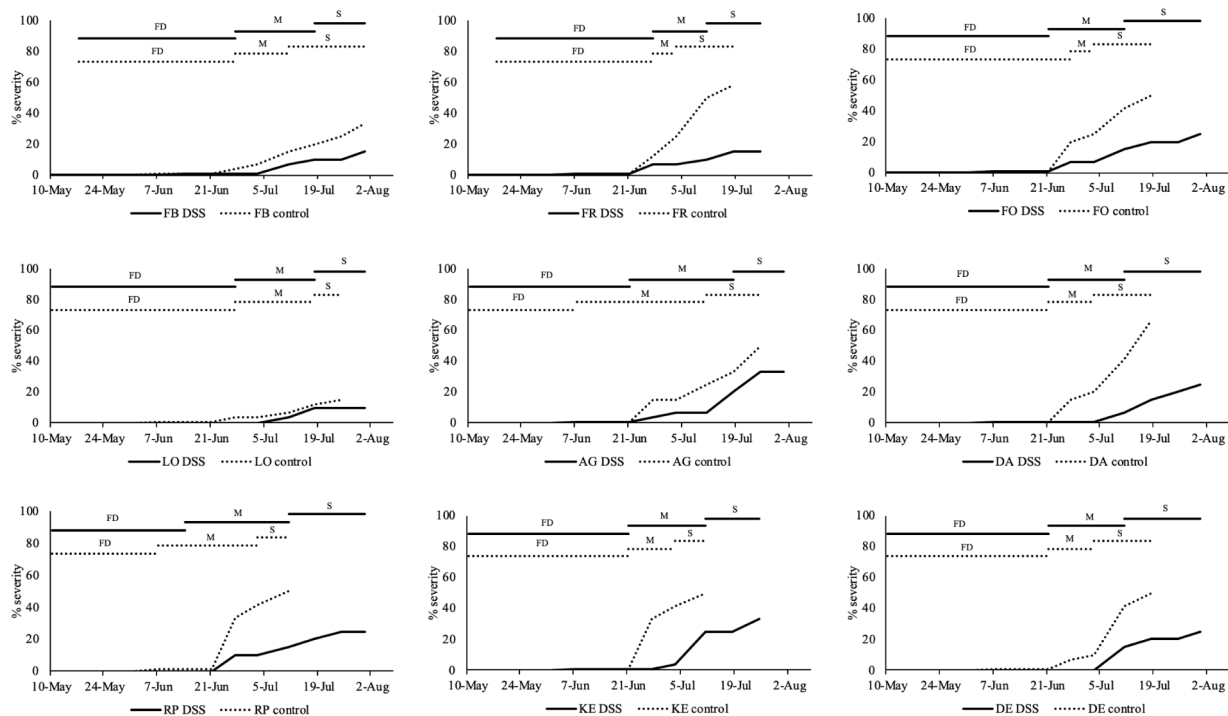 FD M S
100
80
60
40
20
0
% severity
FD M S
10-May 24-May 7-Jun 21-Jun 5-Jul 19-Jul 2-Aug
FB DSS FB control
FD M S
100
80
60
40
20
0
% severity
FD M S
10-May 24-May 7-Jun 21-Jun 5-Jul 19-Jul 2-Aug
FR DSS FR control
FD M S
100
80
60
40
20
0
% severity
FD M S
10-May 24-May 7-Jun 21-Jun 5-Jul 19-Jul 2-Aug
FO DSS FO control
FD M S
100
80
60
40
20
0
% severity
FD M S
10-May 24-May 7-Jun 21-Jun 5-Jul 19-Jul 2-Aug
LO DSS LO control
FD M S
100
80
60
40
20
0
% severity
FD M S
10-May 24-May 7-Jun 21-Jun 5-Jul 19-Jul 2-Aug
AG DSS AG control
FD M S
100
80
60
40
20
0
% severity
FD M S
10-May 24-May 7-Jun 21-Jun 5-Jul 19-Jul 2-Aug
DA DSS DA control
FD M S
100
80
60
40
20
0
% severity
FD M S
10-May 24-May 7-Jun 21-Jun 5-Jul 19-Jul 2-Aug
RP DSS RP control
FD M S
100
80
60
40
20
0
% severity
FD M S
10-May 24-May 7-Jun 21-Jun 5-Jul 19-Jul 2-Aug
KE DSS KE control
FD M S
100
80
60
40
20
0
% severity
FD M S
10-May 24-May 7-Jun 21-Jun 5-Jul 19-Jul 2-Aug
DE DSS DE control